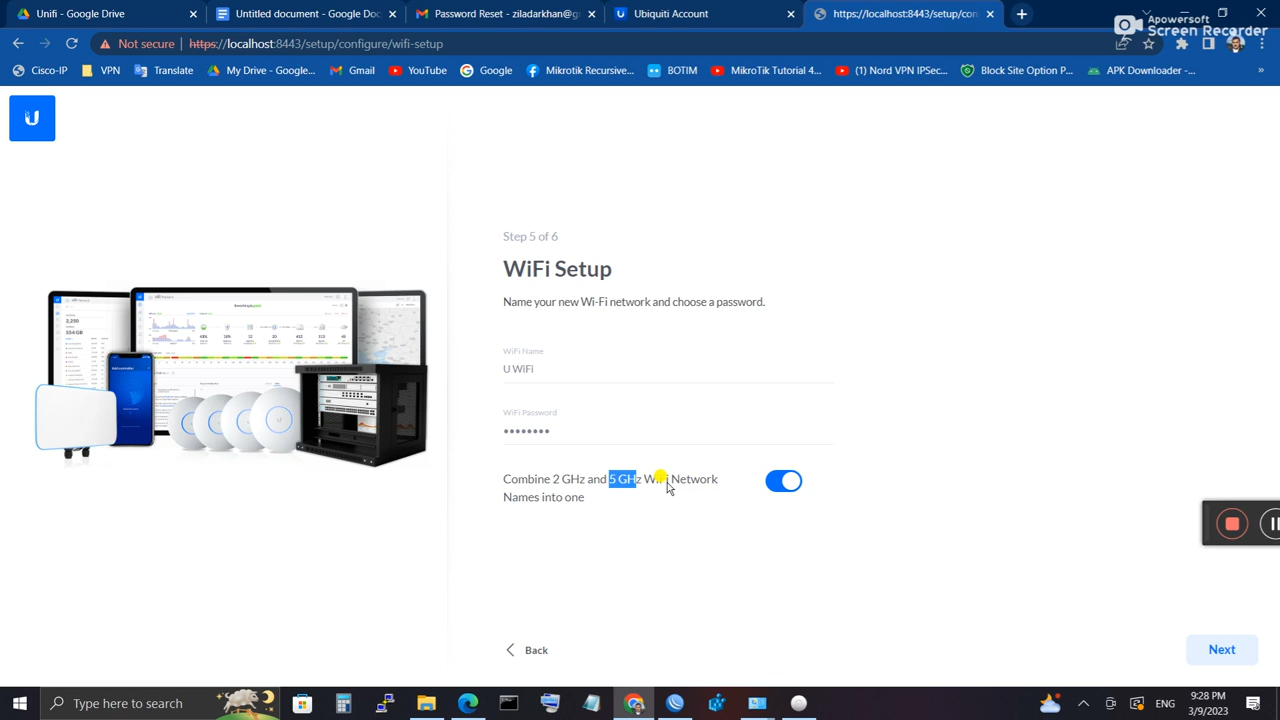 Unifi - Google Drive
Untitled document - Google Doc
Password Reset - ziladarkhan@g
Ubiquiti Account
https://localhost:8443/setup/con
Apowersoft
Screen Recorder
Not secure
https://localhost:8443/setup/configure/wifi-setup
Cisco-IP
VPN
Translate
My Drive - Google...
Gmail
YouTube
Google
Mikrotik Recursive...
BOTIM
MikroTik Tutorial 4...
(1) Nord VPN IPSec...
Block Site Option P...
APK Downloader -...
»
U
Step 5 of 6
WiFi Setup
Name your new Wi-Fi network and choose a password.
WiFi Name
U WiFi
WiFi Password
••••••••
Combine 2 GHz and 5 GHz WiFi Network
Names into one
Back
Next
Type here to search
ENG
9:28 PM
3/9/2023